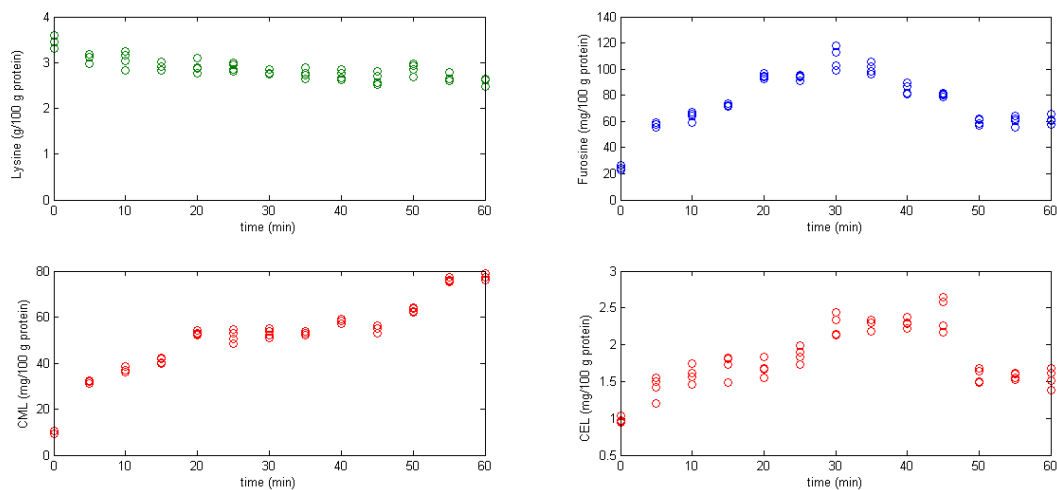 4
3
2
1
0
Lysine (g/100 g protein)
0 10 20 30 40 50 60
time (min)
140
120
100
80
60
40
20
0
Furosine (mg/100 g protein)
0 10 20 30 40 50 60
time (min)
80
60
40
20
0
CML (mg/100 g protein)
0 10 20 30 40 50 60
time (min)
3
2.5
2
1.5
1
0.5
CEL (mg/100 g protein)
0 10 20 30 40 50 60
time (min)